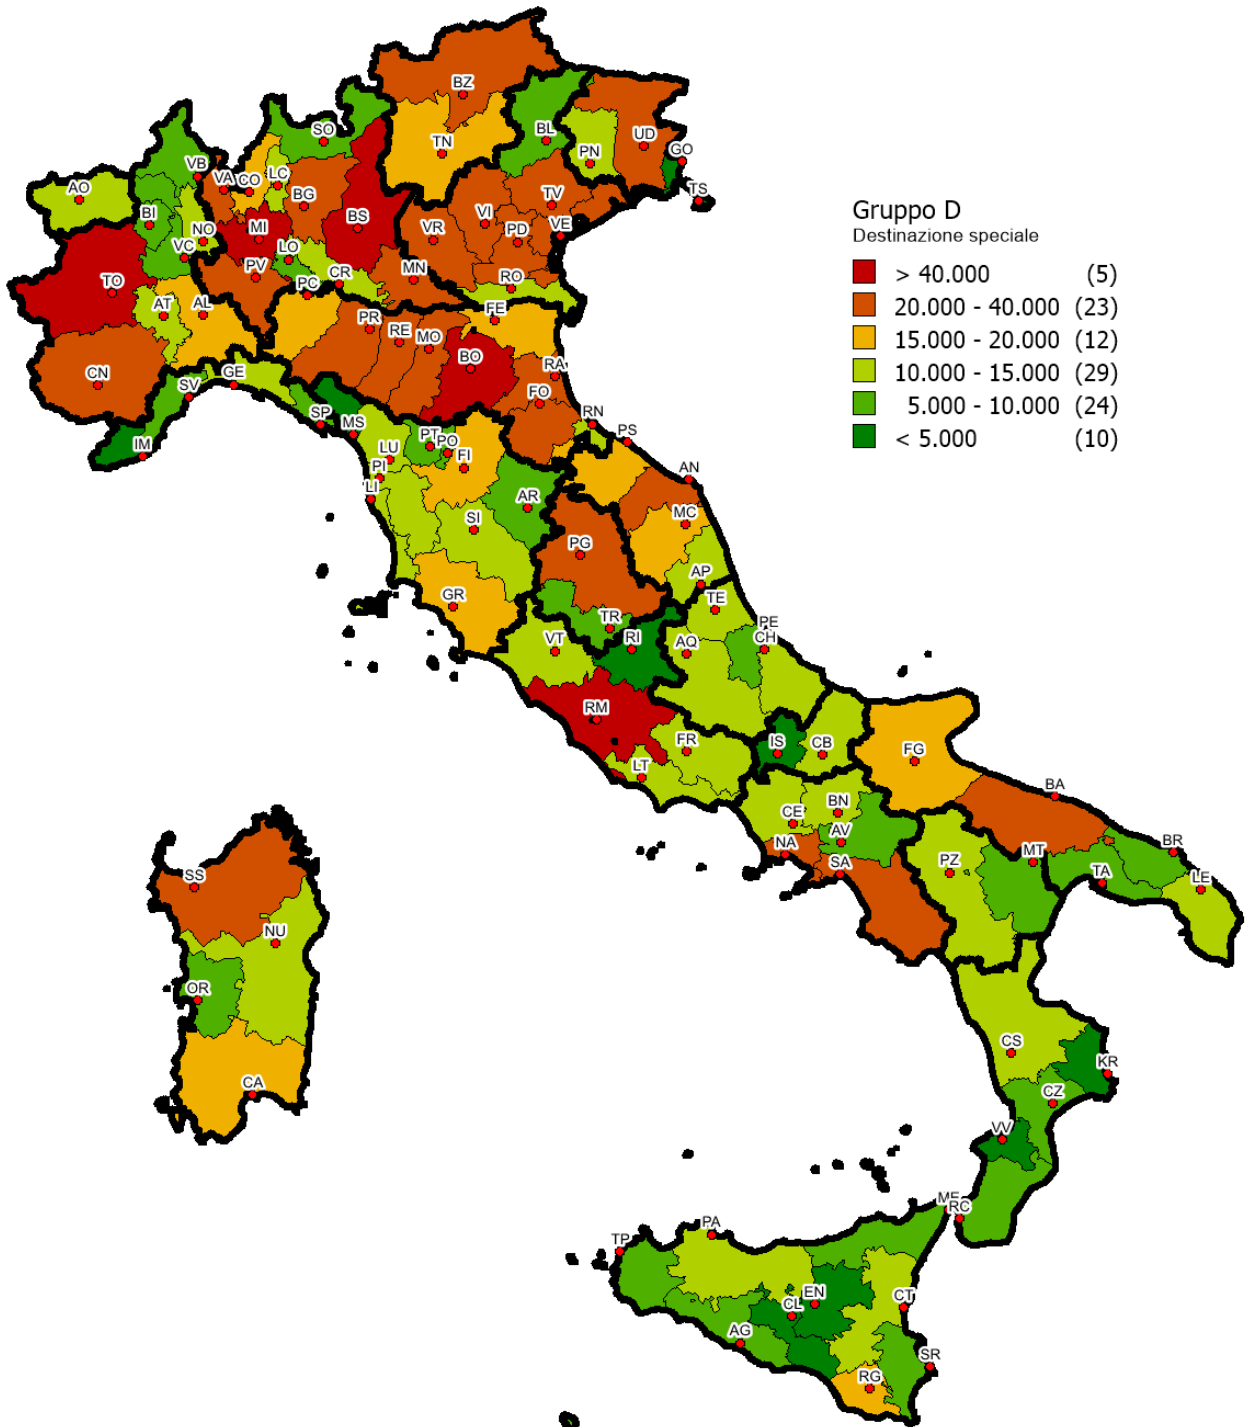 Gruppo D
Destinazione speciale
> 40.000 (5)
20.000 - 40.000 (23)
15.000 - 20.000 (12)
10.000 - 15.000 (29)
5.000 - 10.000 (24)
< 5.000 (10)
BZ
SO
BL
UD
TN
PN
GO
VB
AO
VA
CO
LC
BG
TS
TV
BI
BS
VI
VE
NO
MI
VR
PD
VC
LO
TO
PV
MN
RO
CR
PC
AT
AL
FE
PR
RE
MO
BO
CN
GE
RA
SV
FO
SP
MS
RN
PS
IM
PT
PO
LU
FI
PI
AN
LI
AR
SI
MC
PG
AP
GR
TE
TR
PE
VT
RI
AQ
CH
RM
FR
IS
CB
FG
LT
BA
BN
CE
AV
NA
SA
PZ
MT
BR
TA
LE
SS
NU
OR
CS
KR
CA
CZ
VV
ME
RC
PA
TP
EN
CL
CT
AG
SR
RG